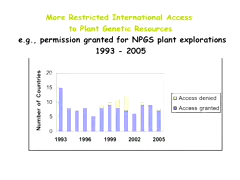 More Restricted International Access
to Plant Genetic Resources
e.g., permission granted for NPGS plant explorations
1993 - 2005
Number of Countries
20
15
10
5
0
1993 1996 1999 2002 2005
Access denied
Access granted